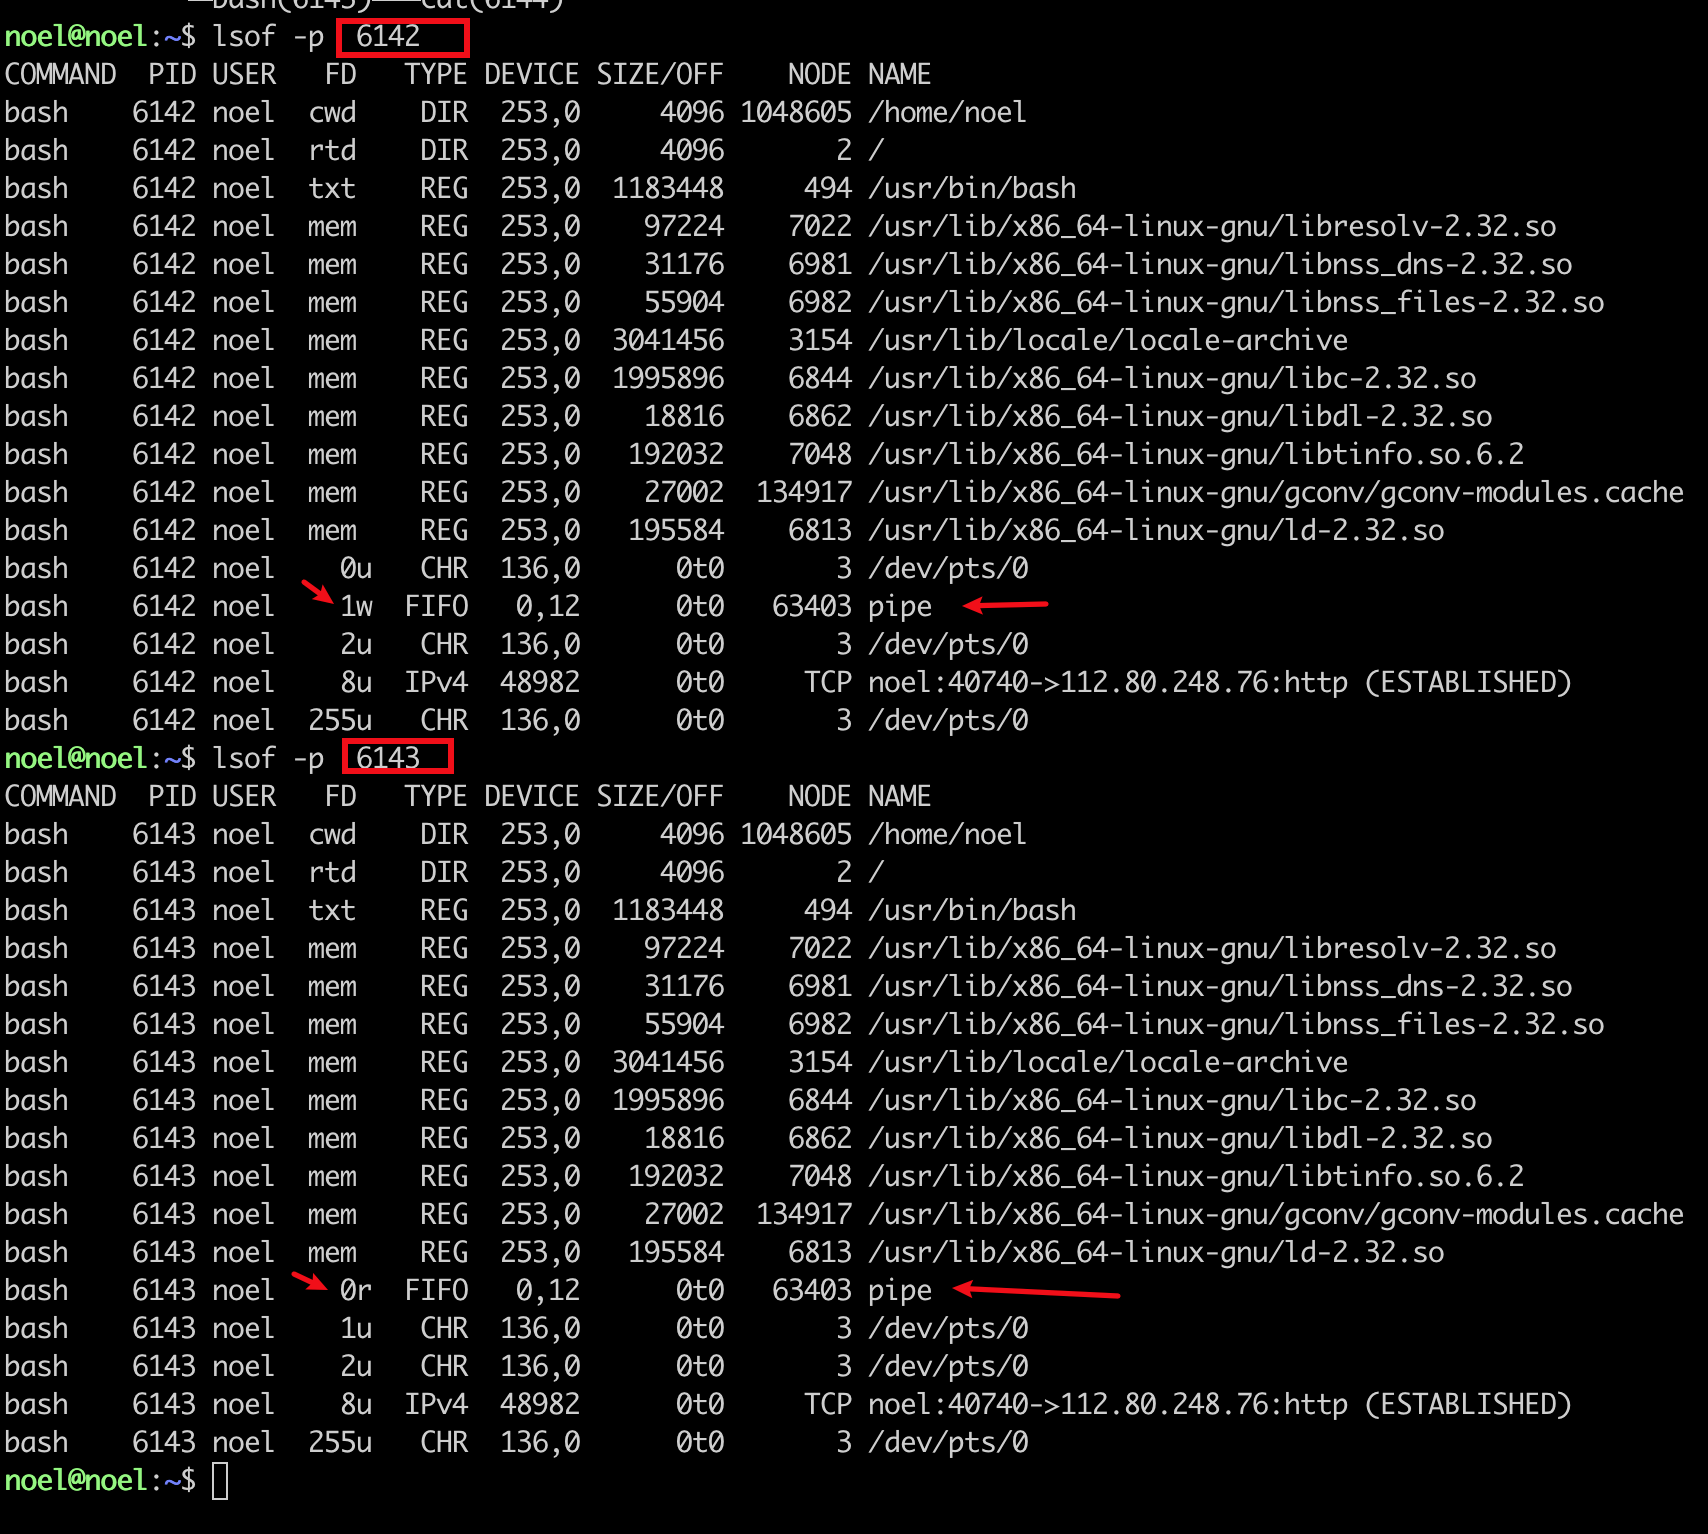 bash(6143)───cat(6144)
noel@noel:~$ lsof -p  6142
COMMAND  PID USER   FD   TYPE DEVICE SIZE/OFF    NODE NAME
bash    6142 noel  cwd    DIR  253,0     4096 1048605 /home/noel
bash    6142 noel  rtd    DIR  253,0     4096       2 /
bash    6142 noel  txt    REG  253,0  1183448     494 /usr/bin/bash
bash    6142 noel  mem    REG  253,0    97224    7022 /usr/lib/x86_64-linux-gnu/libresolv-2.32.so
bash    6142 noel  mem    REG  253,0    31176    6981 /usr/lib/x86_64-linux-gnu/libnss_dns-2.32.so
bash    6142 noel  mem    REG  253,0    55904    6982 /usr/lib/x86_64-linux-gnu/libnss_files-2.32.so
bash    6142 noel  mem    REG  253,0  3041456    3154 /usr/lib/locale/locale-archive
bash    6142 noel  mem    REG  253,0  1995896    6844 /usr/lib/x86_64-linux-gnu/libc-2.32.so
bash    6142 noel  mem    REG  253,0    18816    6862 /usr/lib/x86_64-linux-gnu/libdl-2.32.so
bash    6142 noel  mem    REG  253,0   192032    7048 /usr/lib/x86_64-linux-gnu/libtinfo.so.6.2
bash    6142 noel  mem    REG  253,0    27002  134917 /usr/lib/x86_64-linux-gnu/gconv/gconv-modules.cache
bash    6142 noel  mem    REG  253,0   195584    6813 /usr/lib/x86_64-linux-gnu/ld-2.32.so
bash    6142 noel    0u   CHR  136,0      0t0       3 /dev/pts/0
bash    6142 noel    1w  FIFO   0,12      0t0   63403 pipe
bash    6142 noel    2u   CHR  136,0      0t0       3 /dev/pts/0
bash    6142 noel    8u  IPv4  48982      0t0     TCP noel:40740->112.80.248.76:http (ESTABLISHED)
bash    6142 noel  255u   CHR  136,0      0t0       3 /dev/pts/0
noel@noel:~$ lsof -p  6143
COMMAND  PID USER   FD   TYPE DEVICE SIZE/OFF    NODE NAME
bash    6143 noel  cwd    DIR  253,0     4096 1048605 /home/noel
bash    6143 noel  rtd    DIR  253,0     4096       2 /
bash    6143 noel  txt    REG  253,0  1183448     494 /usr/bin/bash
bash    6143 noel  mem    REG  253,0    97224    7022 /usr/lib/x86_64-linux-gnu/libresolv-2.32.so
bash    6143 noel  mem    REG  253,0    31176    6981 /usr/lib/x86_64-linux-gnu/libnss_dns-2.32.so
bash    6143 noel  mem    REG  253,0    55904    6982 /usr/lib/x86_64-linux-gnu/libnss_files-2.32.so
bash    6143 noel  mem    REG  253,0  3041456    3154 /usr/lib/locale/locale-archive
bash    6143 noel  mem    REG  253,0  1995896    6844 /usr/lib/x86_64-linux-gnu/libc-2.32.so
bash    6143 noel  mem    REG  253,0    18816    6862 /usr/lib/x86_64-linux-gnu/libdl-2.32.so
bash    6143 noel  mem    REG  253,0   192032    7048 /usr/lib/x86_64-linux-gnu/libtinfo.so.6.2
bash    6143 noel  mem    REG  253,0    27002  134917 /usr/lib/x86_64-linux-gnu/gconv/gconv-modules.cache
bash    6143 noel  mem    REG  253,0   195584    6813 /usr/lib/x86_64-linux-gnu/ld-2.32.so
bash    6143 noel    0r  FIFO   0,12      0t0   63403 pipe
bash    6143 noel    1u   CHR  136,0      0t0       3 /dev/pts/0
bash    6143 noel    2u   CHR  136,0      0t0       3 /dev/pts/0
bash    6143 noel    8u  IPv4  48982      0t0     TCP noel:40740->112.80.248.76:http (ESTABLISHED)
bash    6143 noel  255u   CHR  136,0      0t0       3 /dev/pts/0
noel@noel:~$